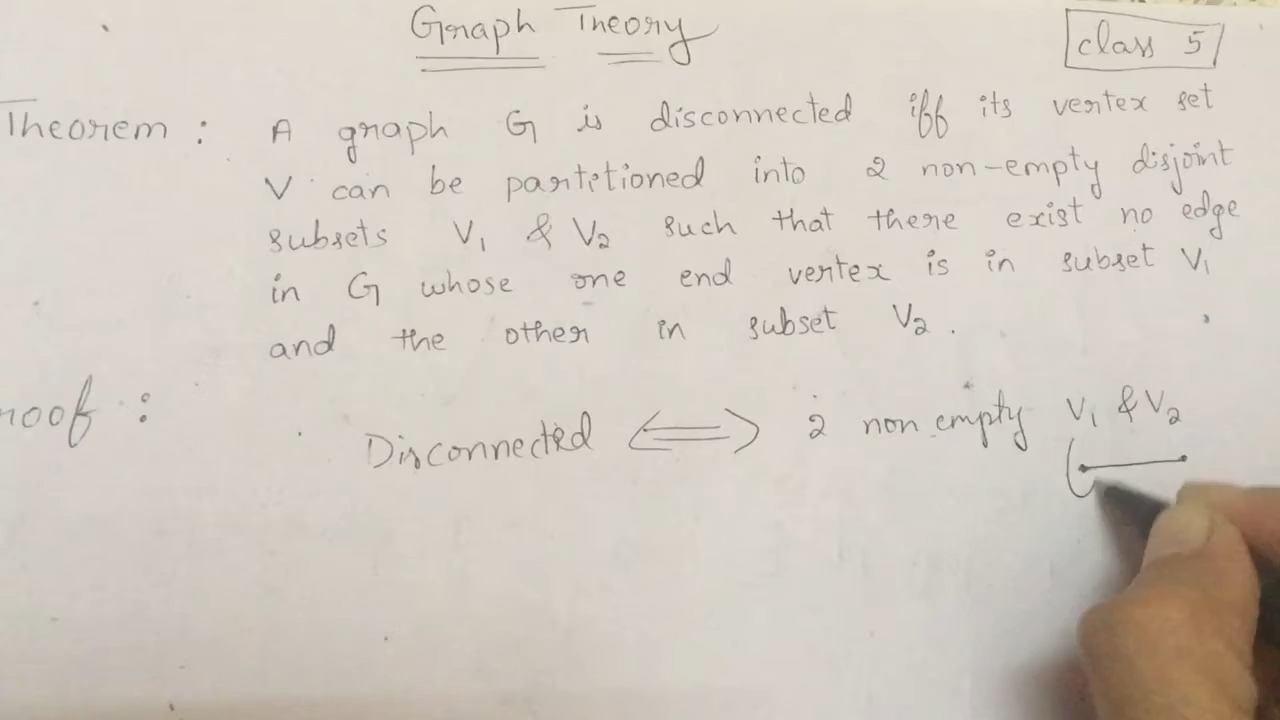 Graph Theory
class 5
Theorem : A graph G is disconnected iff its vertex set
V can be partitioned into 2 non-empty disjoint
subsets V1 & V2 such that there exist no edge
in G whose one end vertex is in subset V1
and the other in subset V2 .
roof :
Disconnected ⟺ 2 non empty V1 & V2